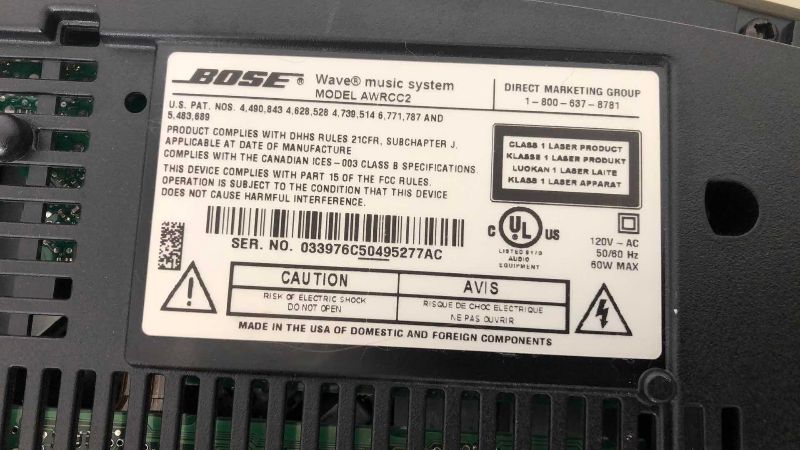 BOSE® Wave® music system
MODEL AWRCC2
DIRECT MARKETING GROUP
1-800-637-8781
U.S. PAT. NOS. 4,490,843 4,628,528 4,739,514 6,771,787 AND
5,483,689
PRODUCT COMPLIES WITH DHHS RULES 21CFR, SUBCHAPTER J.
APPLICABLE AT DATE OF MANUFACTURE
COMPLIES WITH THE CANADIAN ICES-003 CLASS B SPECIFICATIONS.
THIS DEVICE COMPLIES WITH PART 15 OF THE FCC RULES.
OPERATION IS SUBJECT TO THE CONDITION THAT THIS DEVICE
DOES NOT CAUSE HARMFUL INTERFERENCE.
CLASS 1 LASER PRODUCT
KLASSE 1 LASER PRODUKT
LUOKAN 1 LASER LAITE
KLASS 1 LASER APPARAT
SER. NO. 033976C50495277AC
C UL US
LISTED 91/0
AUDIO
EQUIPMENT
120V ~ AC
50/60 Hz
60W MAX
CAUTION
RISK OF ELECTRIC SHOCK
DO NOT OPEN
AVIS
RISQUE DE CHOC ELECTRIQUE
NE PAS OUVRIR
MADE IN THE USA OF DOMESTIC AND FOREIGN COMPONENTS